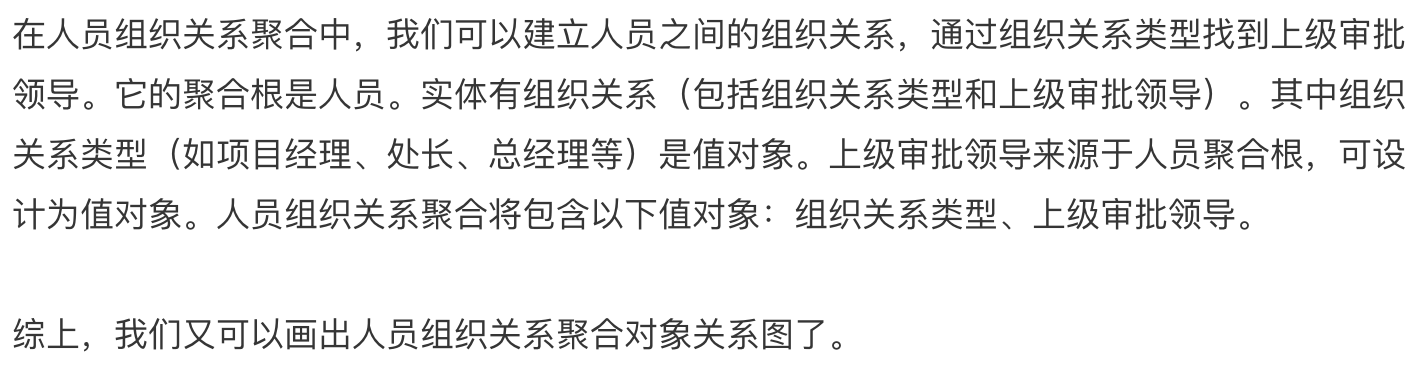 在人员组织关系聚合中，我们可以建立人员之间的组织关系，通过组织关系类型找到上级审批
领导。它的聚合根是人员。实体有组织关系（包括组织关系类型和上级审批领导）。其中组织
关系类型（如项目经理、处长、总经理等）是值对象。上级审批领导来源于人员聚合根，可设
计为值对象。人员组织关系聚合将包含以下值对象：组织关系类型、上级审批领导。
综上，我们又可以画出人员组织关系聚合对象关系图了。